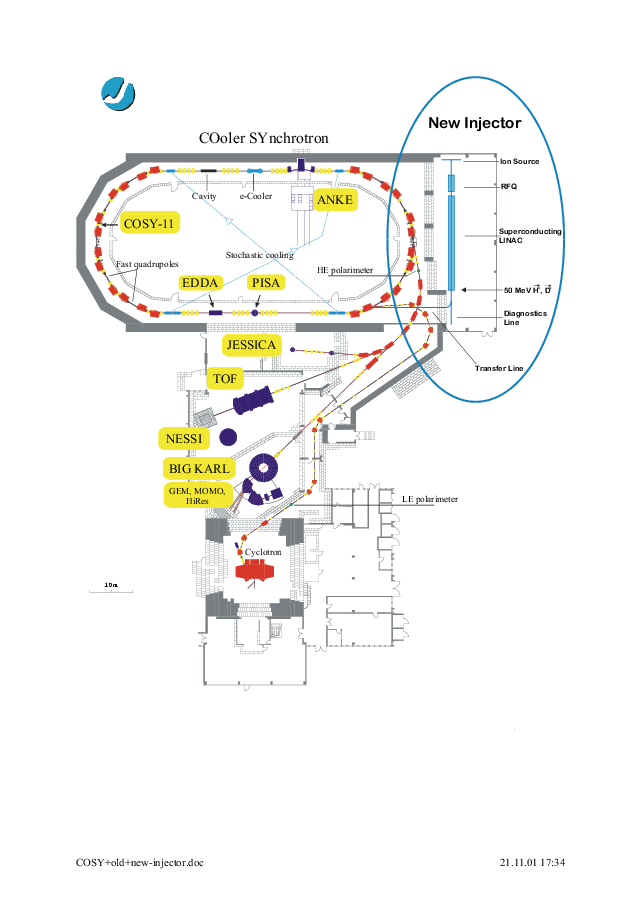 New Injector
COoler SYnchrotron
Ion Source
Cavity
e-Cooler
RFQ
ANKE
COSY-11
Superconducting
LINAC
Stochastic cooling
Fast quadrupoles
HE polarimeter
EDDA
PISA
50 MeV H⃗, D⃗
Diagnostics
Line
JESSICA
Transfer Line
TOF
NESSI
BIG KARL
GEM, MOMO,
HiRes
LE polarimeter
Cyclotron
10m
COSY+old+new-injector.doc
21.11.01 17:34